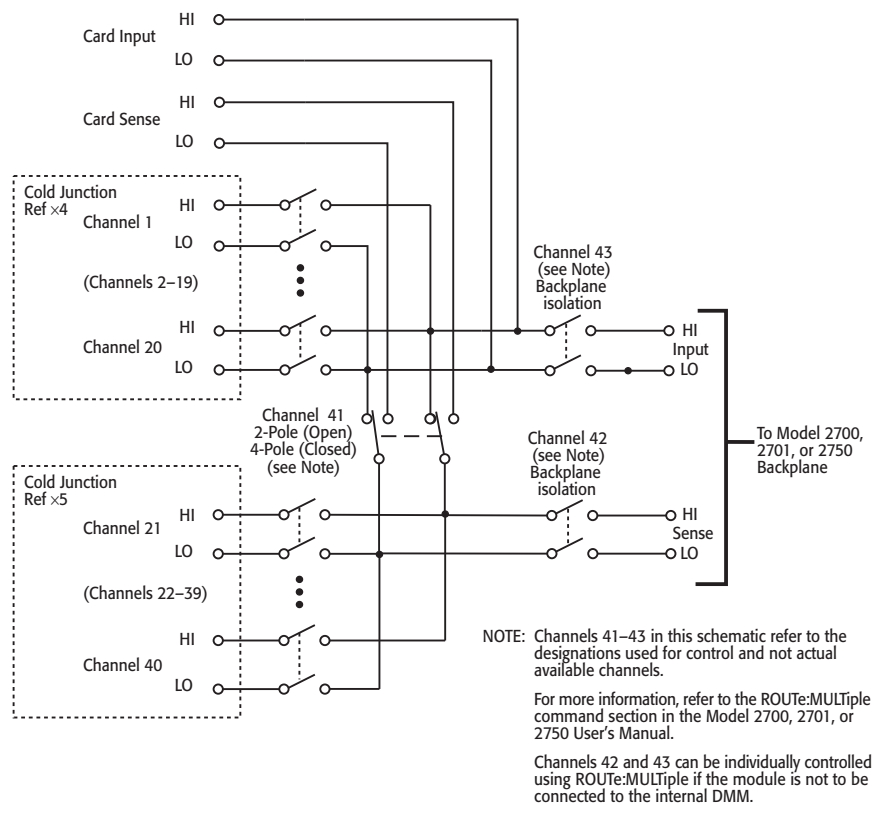 Card Input
HI
LO
Card Sense
HI
LO
Cold Junction
Ref ×4
Channel 1
HI
LO
(Channels 2–19)
Channel 20
HI
LO
Channel 43
(see Note)
Backplane
isolation
HI
Input
LO
Channel 41
2-Pole (Open)
4-Pole (Closed)
(see Note)
Channel 42
(see Note)
Backplane
isolation
To Model 2700,
2701, or 2750
Backplane
Cold Junction
Ref ×5
Channel 21
HI
LO
HI
Sense
LO
(Channels 22–39)
Channel 40
HI
LO
NOTE: Channels 41–43 in this schematic refer to the
designations used for control and not actual
available channels.
For more information, refer to the ROUTe:MULTiple
command section in the Model 2700, 2701, or
2750 User's Manual.
Channels 42 and 43 can be individually controlled
using ROUTe:MULTiple if the module is not to be
connected to the internal DMM.